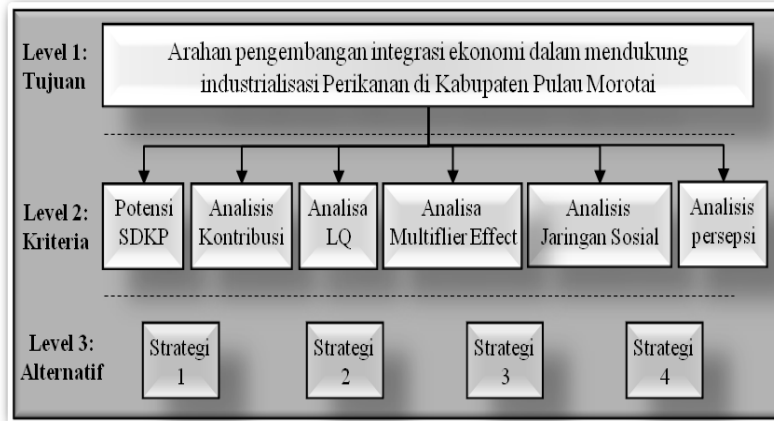 Level 1:
Tujuan
Arahan pengembangan integrasi ekonomi dalam mendukung
industrialisasi Perikanan di Kabupaten Pulau Morotai
Level 2:
Kriteria
Potensi
SDKP
Analisis
Kontribusi
Analisa
LQ
Analisa
Multiflier Effect
Analisis
Jaringan Sosial
Analisis
persepsi
Level 3:
Alternatif
Strategi
1
Strategi
2
Strategi
3
Strategi
4